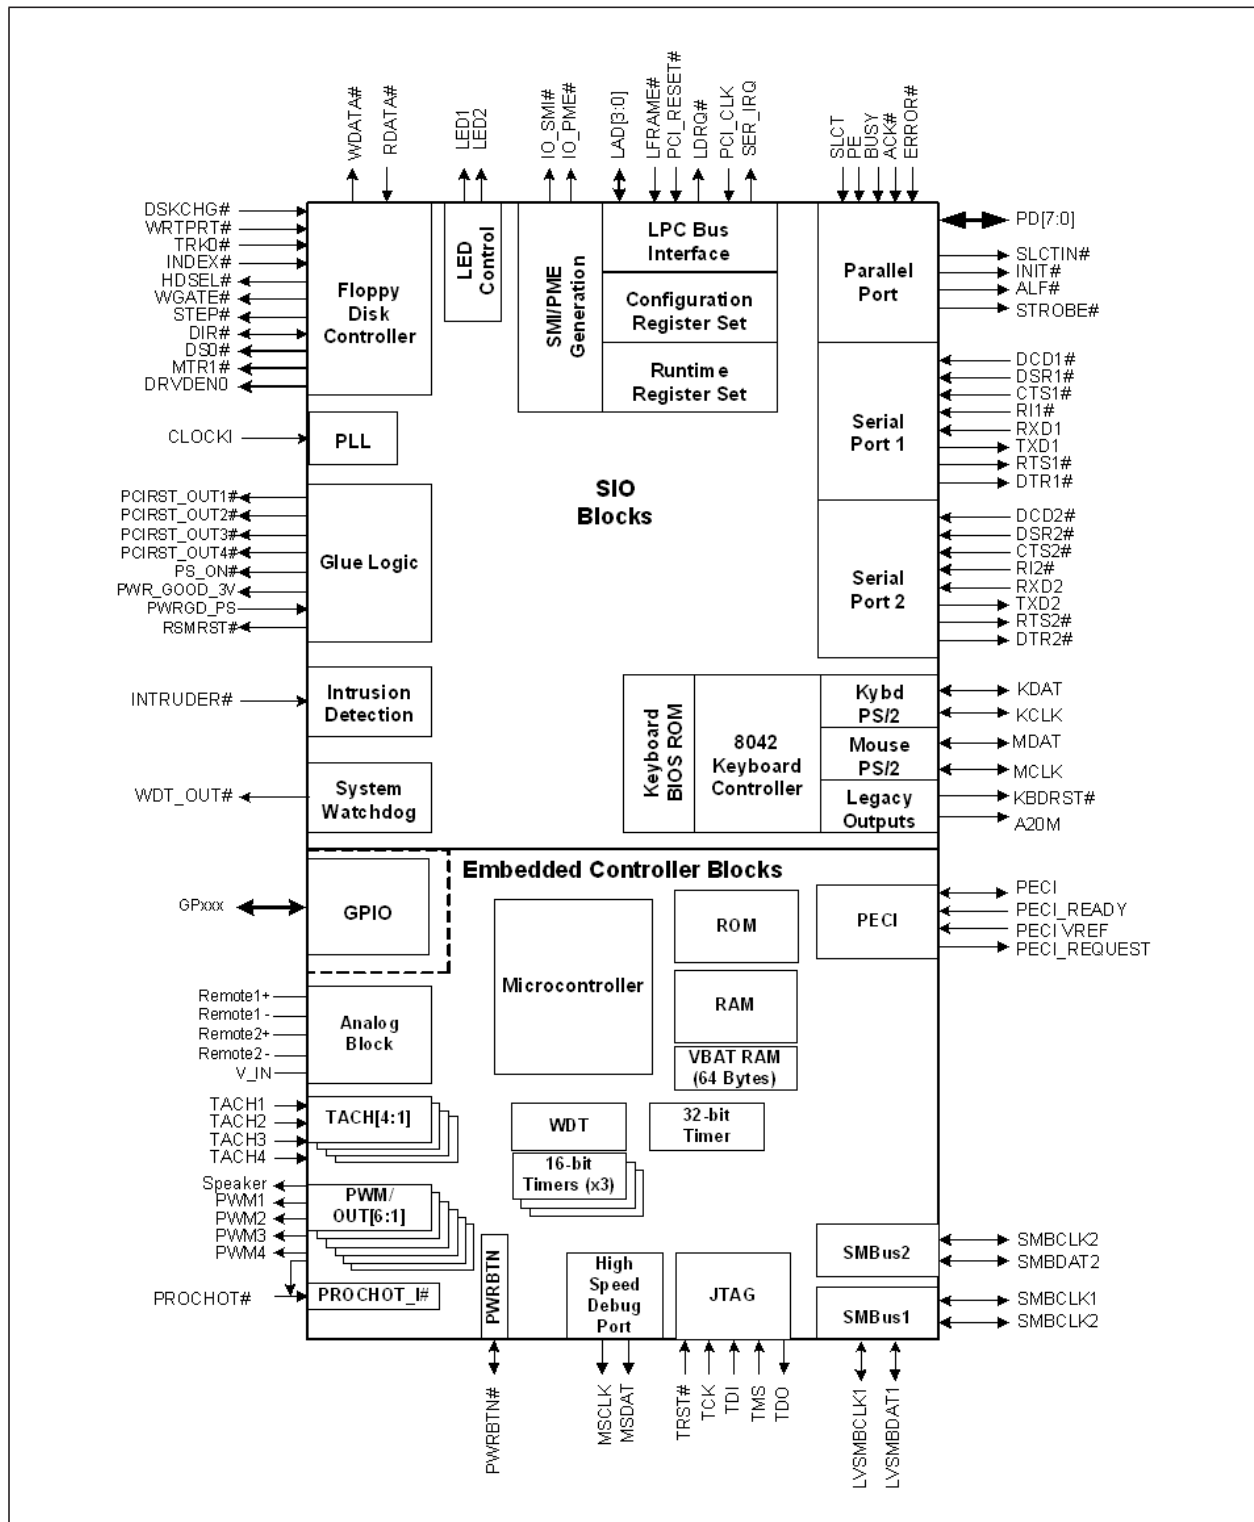 WDATA#
RDATA#
LED1
LED2
IO_SMI#
IO_PME#
LAD[3:0]
LFRAME#
PCI_RESET#
LDRQ#
PCI_CLK
SER_IRQ
SLCT
PE
BUSY
ACK#
ERROR#
DSKCHG#
WRTPRT#
TRK0#
INDEX#
HDSEL#
WGATE#
STEP#
DIR#
DS0#
MTR1#
DRVDEN0
Floppy
Disk
Controller
LED
Control
SMI/PME
Generation
LPC Bus
Interface
Configuration
Register Set
Runtime
Register Set
Parallel
Port
PD[7:0]
SLCTIN#
INIT#
ALF#
STROBE#
CLOCKI
PLL
Serial
Port 1
DCD1#
DSR1#
CTS1#
RI1#
RXD1
TXD1
RTS1#
DTR1#
SIO
Blocks
PCIRST_OUT1#
PCIRST_OUT2#
PCIRST_OUT3#
PCIRST_OUT4#
PS_ON#
PWR_GOOD_3V
PWRGD_PS
RSMRST#
Glue Logic
Serial
Port 2
DCD2#
DSR2#
CTS2#
RI2#
RXD2
TXD2
RTS2#
DTR2#
INTRUDER#
Intrusion
Detection
WDT_OUT#
System
Watchdog
Keyboard
BIOS ROM
8042
Keyboard
Controller
Kybd
PS/2
Mouse
PS/2
Legacy
Outputs
KDAT
KCLK
MDAT
MCLK
KBDRST#
A20M
Embedded Controller Blocks
GPxxx
GPIO
Microcontroller
ROM
RAM
VBAT RAM
(64 Bytes)
PECI
PECI
PECI_READY
PECI VREF
PECI_REQUEST
Remote1+
Remote1-
Remote2+
Remote2-
V_IN
Analog
Block
TACH1
TACH2
TACH3
TACH4
TACH[4:1]
WDT
32-bit
Timer
16-bit
Timers (x3)
Speaker
PWM1
PWM2
PWM3
PWM4
PWM/
OUT[6:1]
PROCHOT#
PROCHOT_I#
PWRBTN
High
Speed
Debug
Port
JTAG
SMBus2
SMBus1
SMBCLK2
SMBDAT2
SMBCLK1
SMBCLK2
PWRBTN#
MSCLK
MSDAT
TRST#
TCK
TDI
TMS
TDO
LVSMBCLK1
LVSMBDAT1